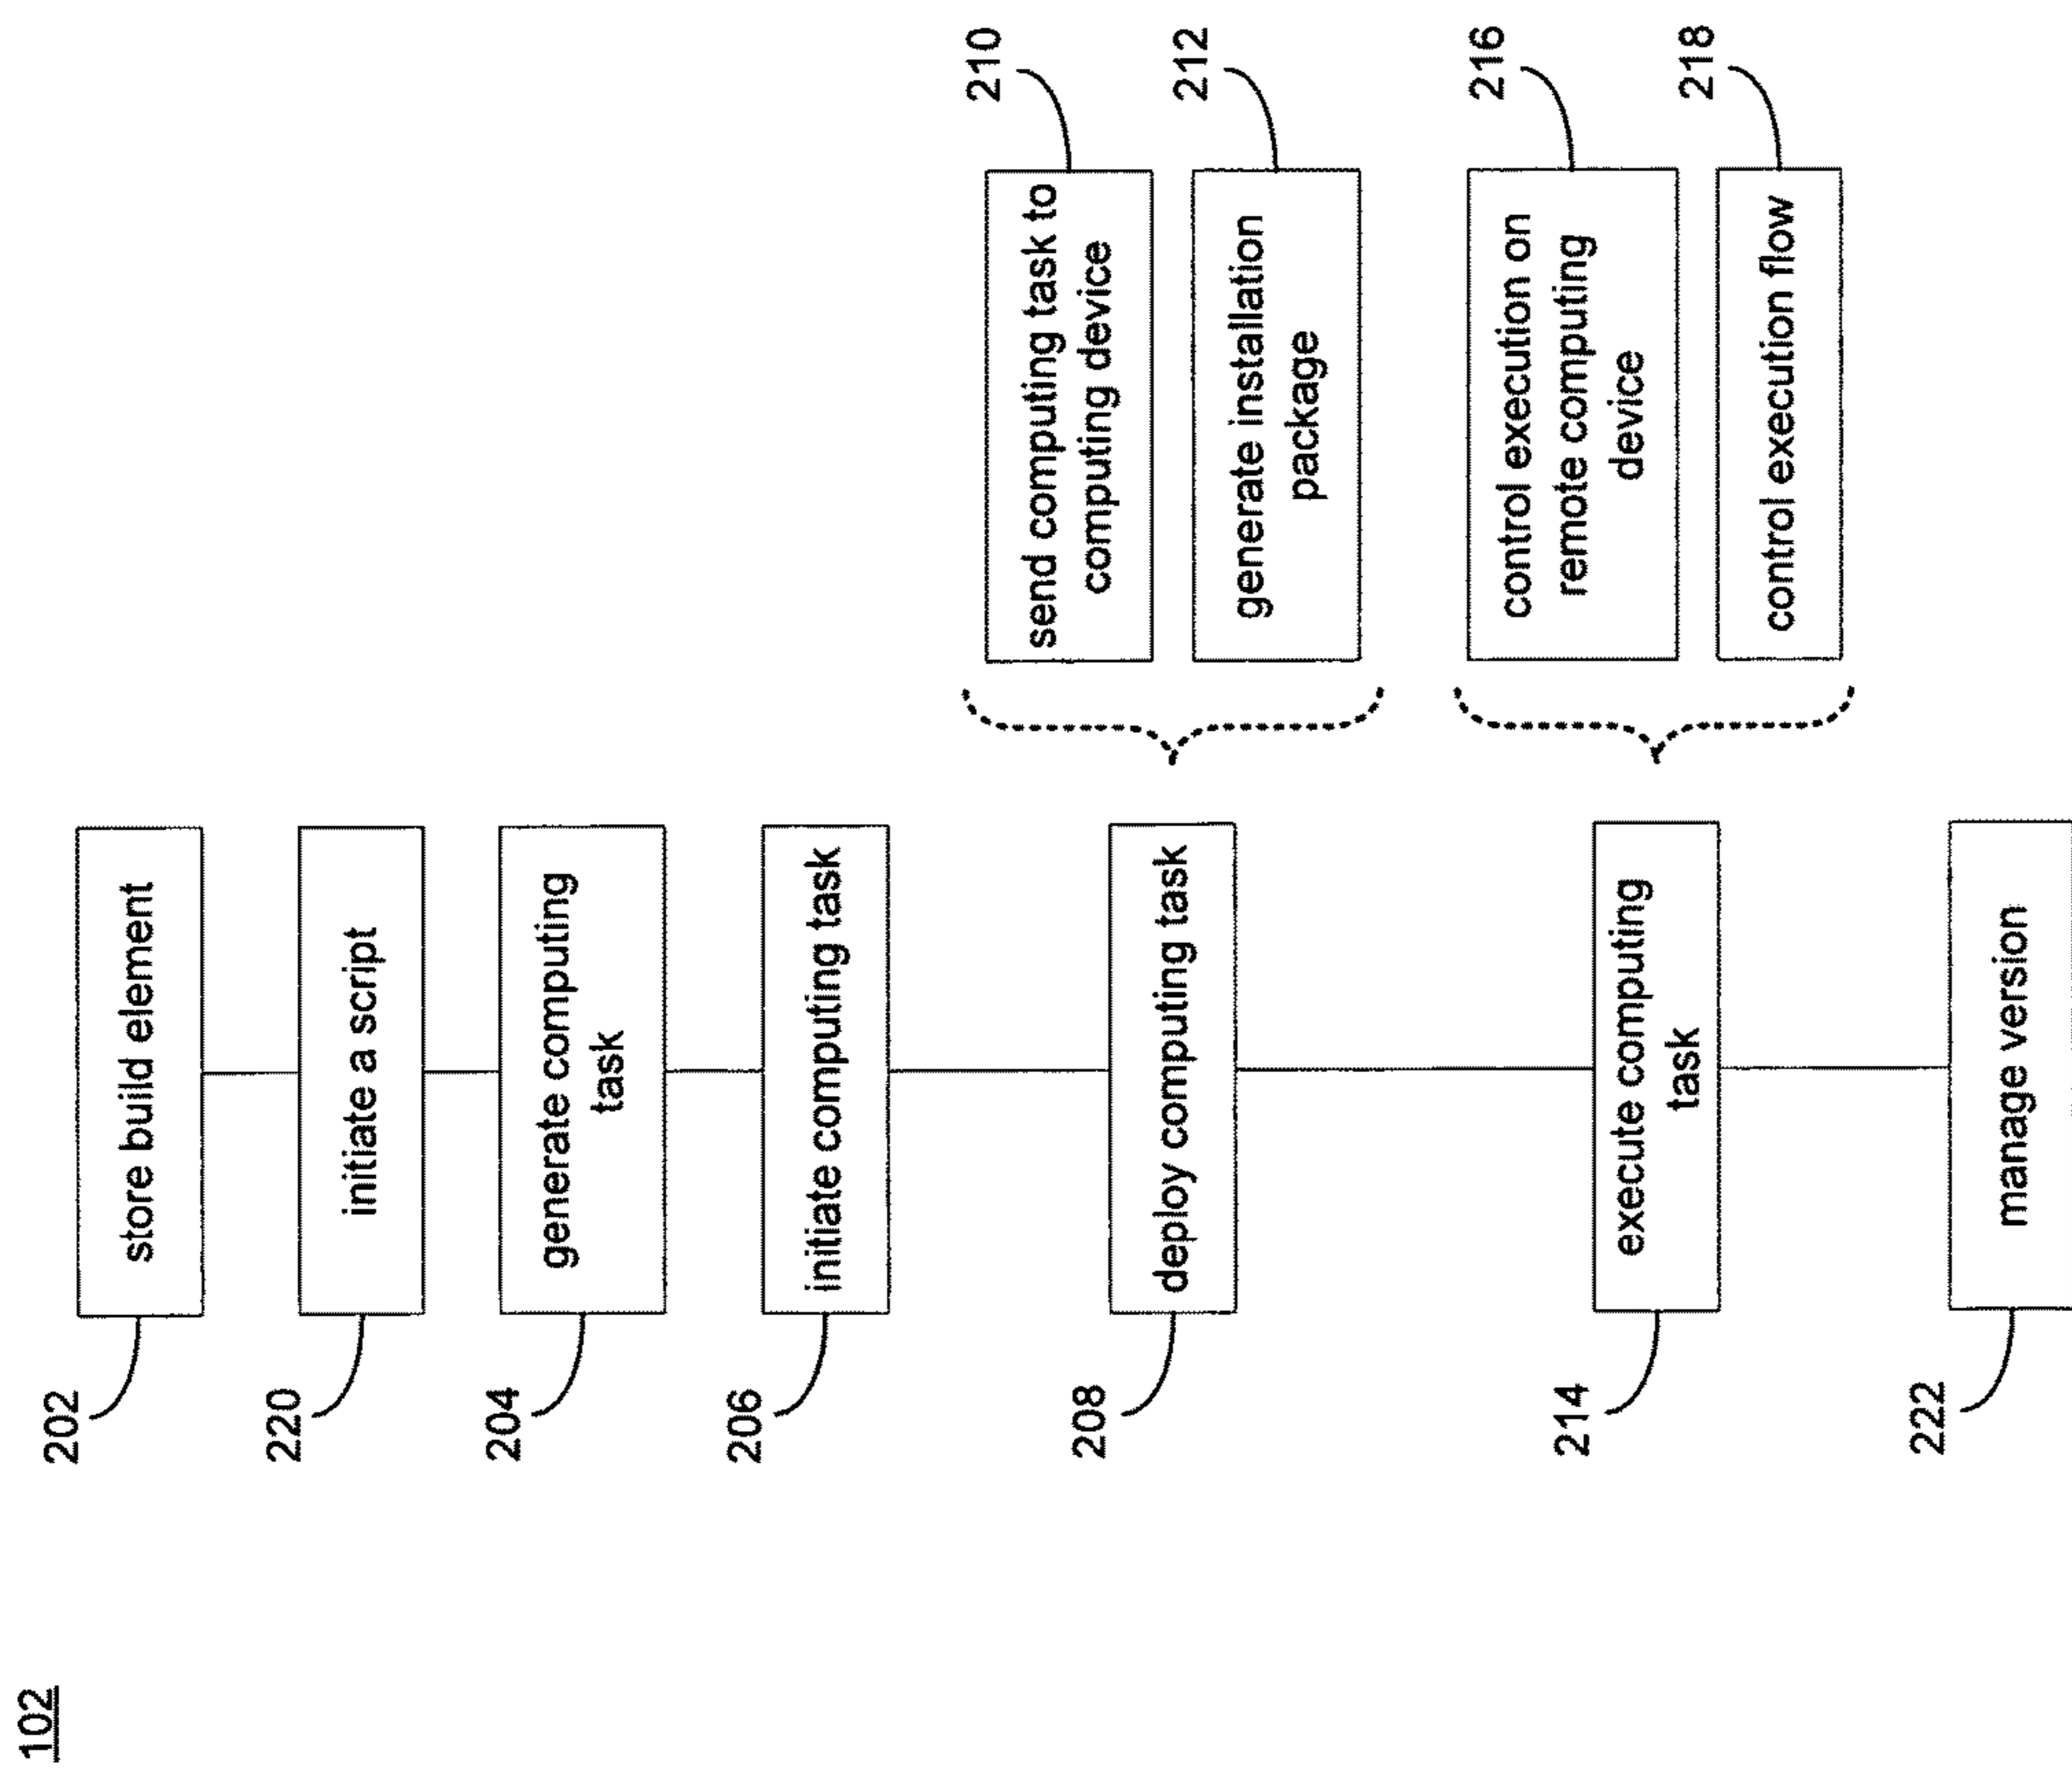 102
202
store build element
220
initiate a script
204
generate computing
task
206
initiate computing task
208
deploy computing task
210
send computing task to
computing device
212
generate installation
package
214
execute computing
task
216
control execution on
remote computing
device
218
control execution flow
222
manage version